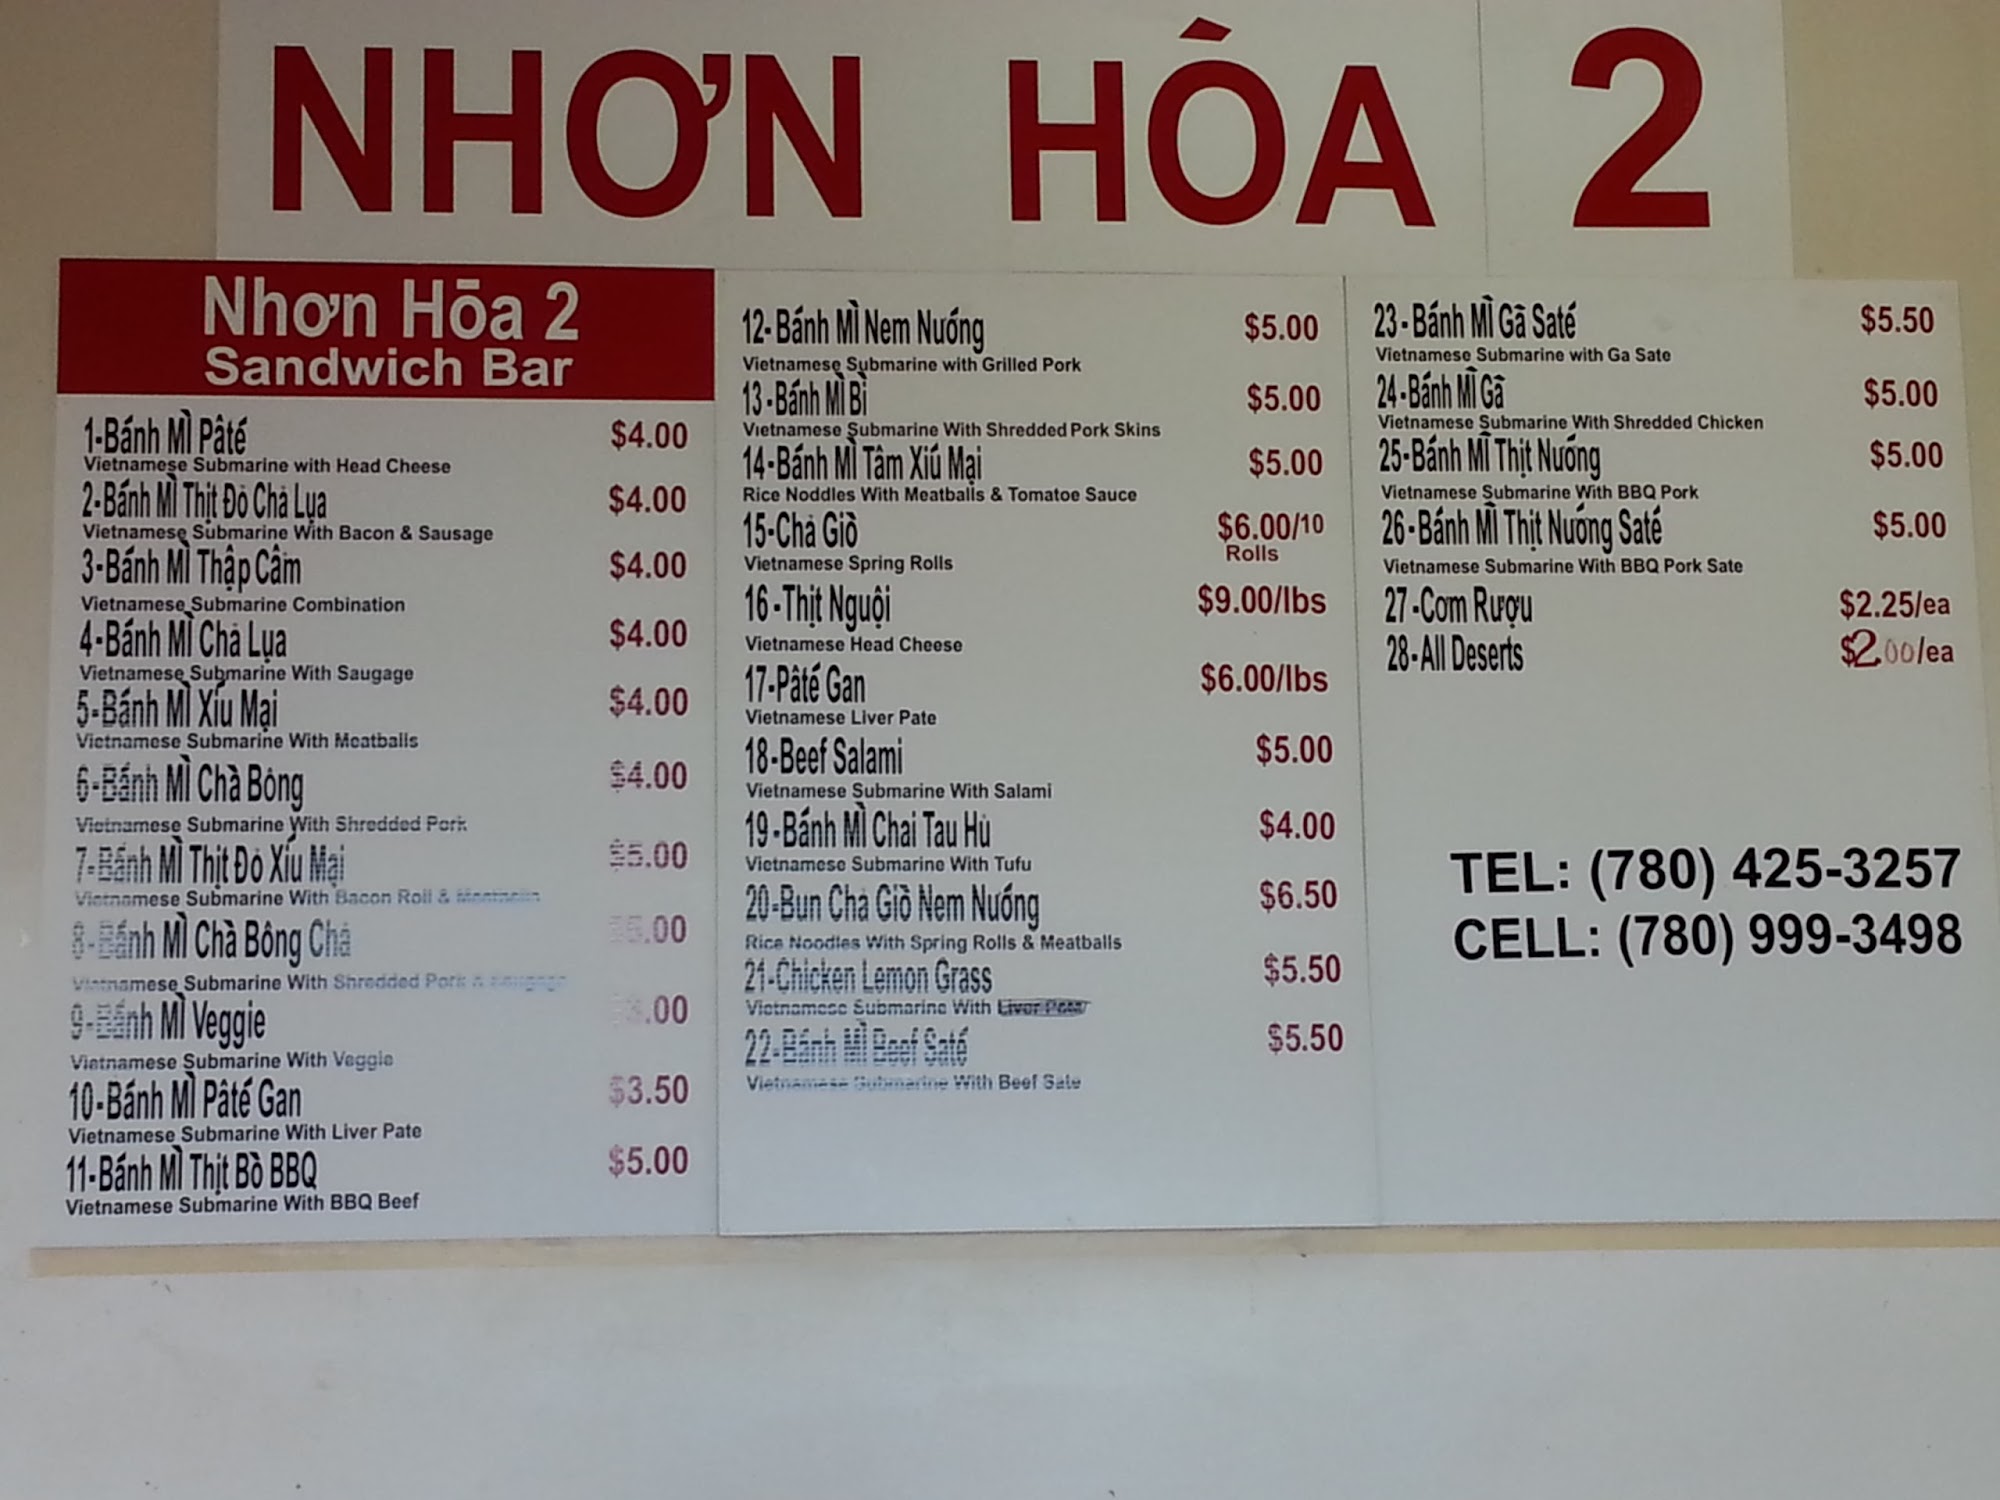 NHƠN HÒA 2
Nhơn Hōa 2
Sandwich Bar
1-Bánh Mì Pâté $4.00
Vietnamese Submarine with Head Cheese
2-Bánh Mì Thịt Đỏ Chả Lụa $4.00
Vietnamese Submarine With Bacon & Sausage
3-Bánh Mì Thập Câm $4.00
Vietnamese Submarine Combination
4-Bánh Mì Chả Lụa $4.00
Vietnamese Submarine With Saugage
5-Bánh Mì Xíu Mại $4.00
Vietnamese Submarine With Meatballs
6-Bánh Mì Chà Bông $4.00
Vietnamese Submarine With Shredded Pork
7-Bánh Mì Thịt Đỏ Xíu Mại $5.00
Vietnamese Submarine With Bacon Roll & Meatballs
8-Bánh Mì Chà Bông Chả
Vietnamese Submarine With Shredded Pork & Saugage
9-Bánh Mì Veggie
Vietnamese Submarine With Veggie
10-Bánh Mì Pâté Gan $3.50
Vietnamese Submarine With Liver Pate
11-Bánh Mì Thịt Bò BBQ $5.00
Vietnamese Submarine With BBQ Beef
12-Bánh Mì Nem Nướng $5.00
Vietnamese Submarine with Grilled Pork
13-Bánh Mì Bì $5.00
Vietnamese Submarine With Shredded Pork Skins
14-Bánh Mì Tâm Xiú Mại $5.00
Rice Noddles With Meatballs & Tomatoe Sauce
15-Chả Giò $6.00/10
Rolls
Vietnamese Spring Rolls
16-Thịt Nguội $9.00/lbs
Vietnamese Head Cheese
17-Pâté Gan $6.00/lbs
Vietnamese Liver Pate
18-Beef Salami $5.00
Vietnamese Submarine With Salami
19-Bánh Mì Chai Tau Hủ $4.00
Vietnamese Submarine With Tufu
20-Bun Chả Giò Nem Nướng $6.50
Rice Noodles With Spring Rolls & Meatballs
21-Chicken Lemon Grass $5.50
Vietnamese Submarine With
22-Bánh Mì Beef Saté $5.50
Vietnamese Submarine With Beef Sate
23-Bánh Mì Gã Saté $5.50
Vietnamese Submarine with Ga Sate
24-Bánh Mì Gã $5.00
Vietnamese Submarine With Shredded Chicken
25-Bánh Mì Thịt Nướng $5.00
Vietnamese Submarine With BBQ Pork
26-Bánh Mì Thịt Nướng Saté $5.00
Vietnamese Submarine With BBQ Pork Sate
27-Cơm Rượu $2.25/ea
28-All Deserts $2.00/ea
TEL: (780) 425-3257
CELL: (780) 999-3498